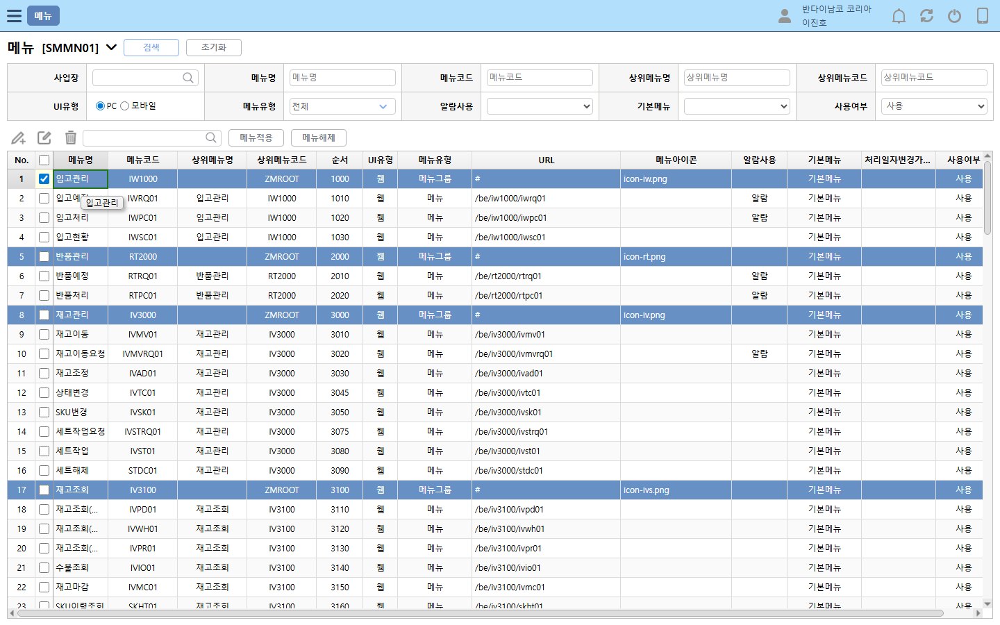 메뉴
반다이남코 코리아
이진호
메뉴 [SMMN01] 검색 초기화
사업장 메뉴명 메뉴명 메뉴코드 메뉴코드 상위메뉴명 상위메뉴명 상위메뉴코드 상위메뉴코드
UI유형 PC 모바일 메뉴유형 전체 알람사용 기본메뉴 사용여부 사용
메뉴적용 메뉴해제
No. 메뉴명 메뉴코드 상위메뉴명 상위메뉴코드 순서 UI유형 메뉴유형 URL 메뉴아이콘 알람사용 기본메뉴 처리일자변경가... 사용여부
1 입고관리 IW1000 ZMROOT 1000 웹 메뉴그룹 # icon-iw.png 기본메뉴 사용
2 입고예 IWRQ01 입고관리 IW1000 1010 웹 메뉴 /be/iw1000/iwrq01 알람 기본메뉴 사용
입고관리
3 입고처리 IWPC01 입고관리 IW1000 1020 웹 메뉴 /be/iw1000/iwpc01 알람 기본메뉴 사용
4 입고현황 IWSC01 입고관리 IW1000 1030 웹 메뉴 /be/iw1000/iwsc01 기본메뉴 사용
5 반품관리 RT2000 ZMROOT 2000 웹 메뉴그룹 # icon-rt.png 기본메뉴 사용
6 반품예정 RTRQ01 반품관리 RT2000 2010 웹 메뉴 /be/rt2000/rtrq01 알람 기본메뉴 사용
7 반품처리 RTPC01 반품관리 RT2000 2020 웹 메뉴 /be/rt2000/rtpc01 알람 기본메뉴 사용
8 재고관리 IV3000 ZMROOT 3000 웹 메뉴그룹 # icon-iv.png 기본메뉴 사용
9 재고이동 IVMV01 재고관리 IV3000 3010 웹 메뉴 /be/iv3000/ivmv01 기본메뉴 사용
10 재고이동요청 IVMVRQ01 재고관리 IV3000 3020 웹 메뉴 /be/iv3000/ivmvrq01 알람 기본메뉴 사용
11 재고조정 IVAD01 재고관리 IV3000 3030 웹 메뉴 /be/iv3000/ivad01 기본메뉴 사용
12 상태변경 IVTC01 재고관리 IV3000 3045 웹 메뉴 /be/iv3000/ivtc01 기본메뉴 사용
13 SKU변경 IVSK01 재고관리 IV3000 3050 웹 메뉴 /be/iv3000/ivsk01 기본메뉴 사용
14 세트작업요청 IVSTRQ01 재고관리 IV3000 3075 웹 메뉴 /be/iv3000/ivstrq01 기본메뉴 사용
15 세트작업 IVST01 재고관리 IV3000 3080 웹 메뉴 /be/iv3000/ivst01 기본메뉴 사용
16 세트해체 STDC01 재고관리 IV3000 3090 웹 메뉴 /be/iv3000/stdc01 기본메뉴 사용
17 재고조회 IV3100 ZMROOT 3100 웹 메뉴그룹 # icon-ivs.png 기본메뉴 사용
18 재고조회(... IVPD01 재고조회 IV3100 3110 웹 메뉴 /be/iv3100/ivpd01 기본메뉴 사용
19 재고조회(... IVWH01 재고조회 IV3100 3120 웹 메뉴 /be/iv3100/ivwh01 기본메뉴 사용
20 재고조회(... IVPR01 재고조회 IV3100 3130 웹 메뉴 /be/iv3100/ivpr01 기본메뉴 사용
21 수불조회 IVIO01 재고조회 IV3100 3140 웹 메뉴 /be/iv3100/ivio01 기본메뉴 사용
22 재고마감 IVMC01 재고조회 IV3100 3150 웹 메뉴 /be/iv3100/ivmc01 기본메뉴 사용
23 SKU이력조회 SKHT01 재고조회 IV3100 3160 웹 메뉴 /be/iv3100/skht01 기본메뉴 사용